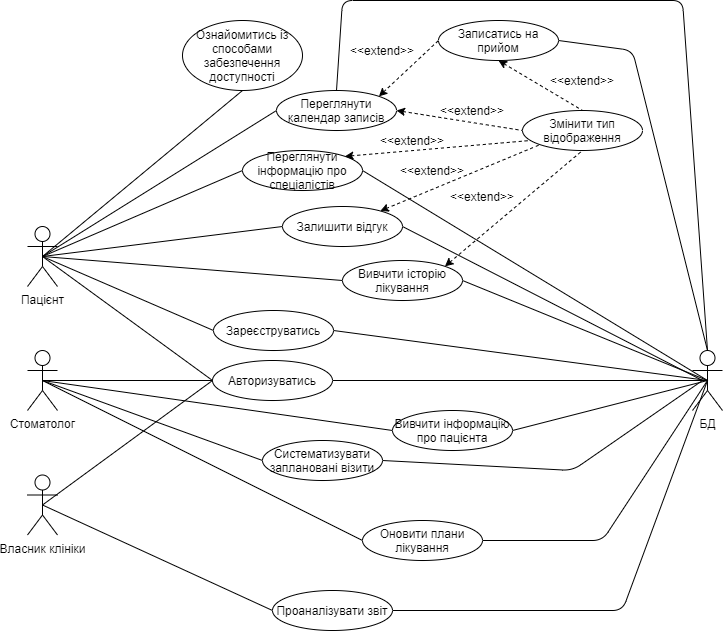 Ознайомитись із
способами
забезпечення
доступності
Записатись на
прийом
<<extend>>
<<extend>>
Переглянути
календар записів
<<extend>>
Змінити тип
відображення
<<extend>>
Переглянути
інформацію про
спеціалістів
<<extend>>
<<extend>>
Залишити відгук
Вивчити історію
лікування
Пацієнт
Зареєструватись
Авторизуватись
Стоматолог
БД
Вивчити інформацію
про пацієнта
Систематизувати
заплановані візити
Власник клініки
Оновити плани
лікування
Проаналізувати звіт